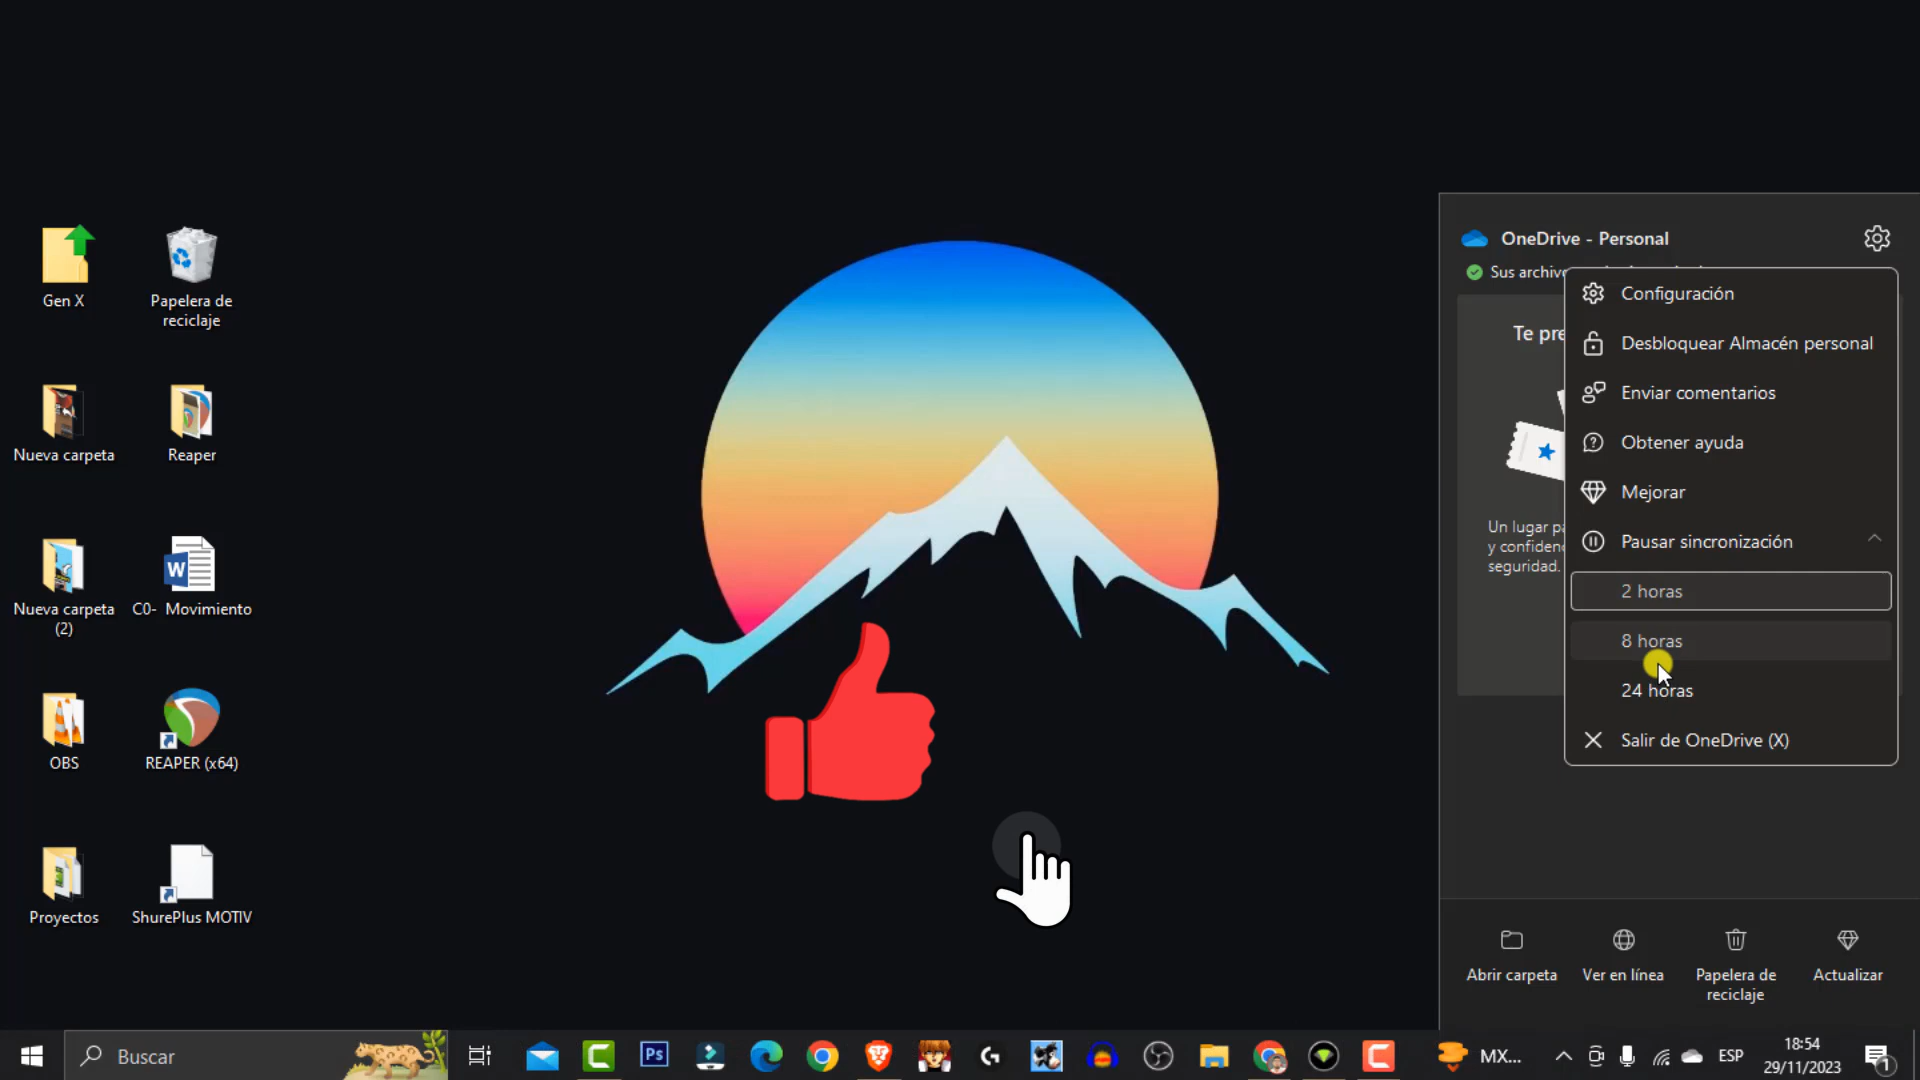 Gen X
Papelera de
reciclaje
Nueva carpeta
Reaper
Nueva carpeta
(2)
C0- Movimiento
OBS
REAPER (x64)
Proyectos
ShurePlus MOTIV
OneDrive - Personal
Sus
Te
Un lugar
y
seguridad.
Configuración
Desbloquear Almacén personal
Enviar comentarios
Obtener ayuda
Mejorar
Pausar sincronización
2 horas
8 horas
24 horas
Salir de OneDrive (X)
Abrir carpeta
Ver en línea
Papelera de
reciclaje
Actualizar
Buscar
Ps
MX...
ESP
18:54
29/11/2023
1